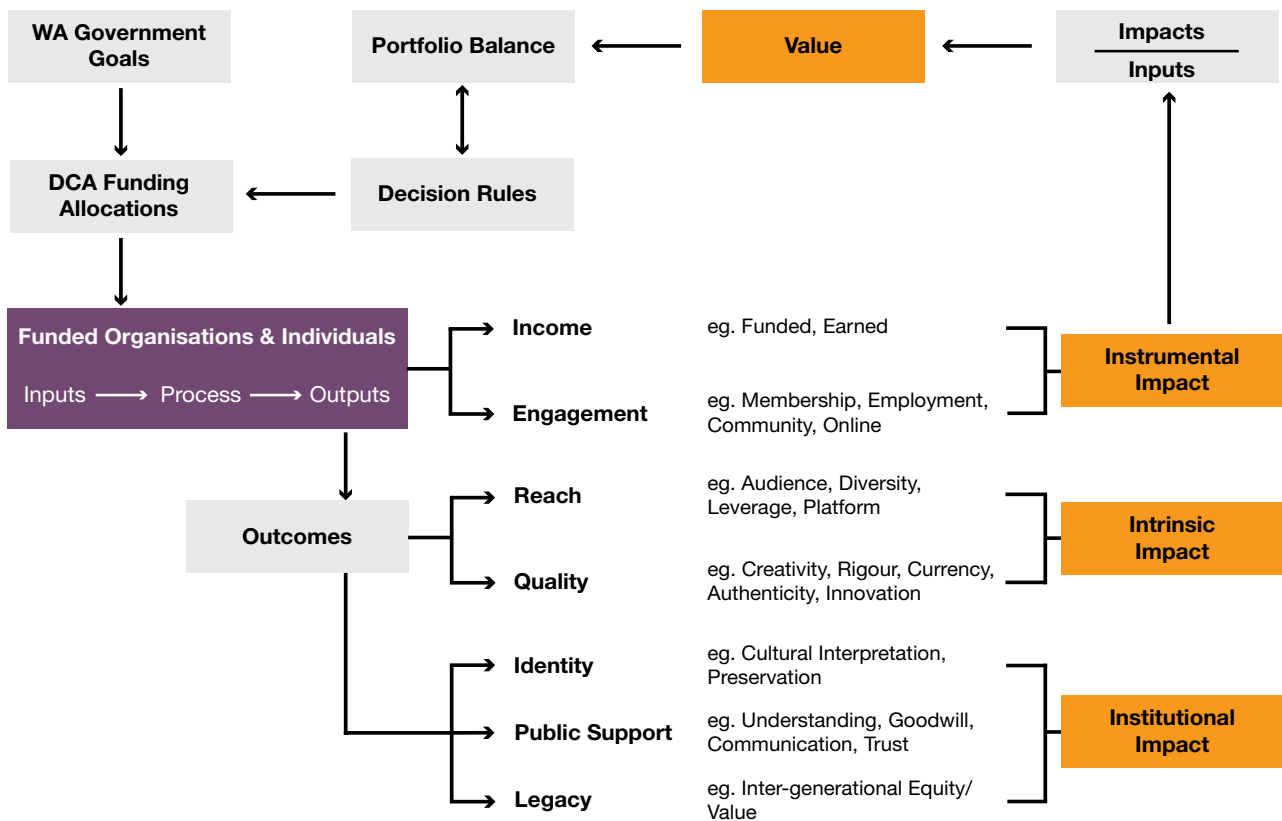 WA Government
Goals
Portfolio Balance
Value
Impacts
Inputs
DCA Funding
Allocations
Decision Rules
Funded Organisations & Individuals
Inputs
Process
Outputs
Income
eg. Funded, Earned
Engagement
eg. Membership, Employment,
Community, Online
Instrumental
Impact
Outcomes
Reach
eg. Audience, Diversity,
Leverage, Platform
Quality
eg. Creativity, Rigour, Currency,
Authenticity, Innovation
Intrinsic
Impact
Identity
eg. Cultural Interpretation,
Preservation
Public Support
eg. Understanding, Goodwill,
Communication, Trust
Legacy
eg. Inter-generational Equity/
Value
Institutional
Impact